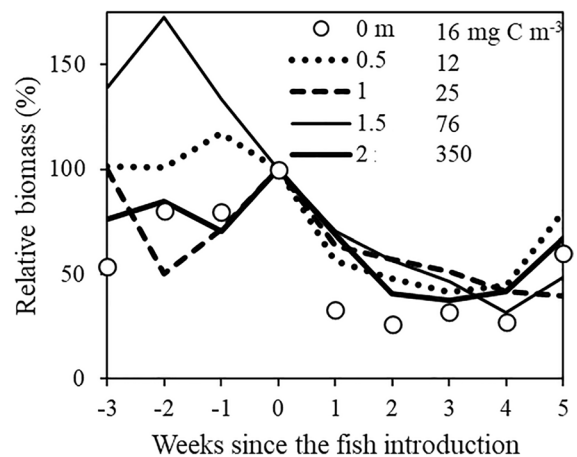 0 m 16 mg C m-3
0.5 12
1 25
1.5 76
2 : 350
150
100
50
0
Relative biomass (%)
-3 -2 -1 0 1 2 3 4 5
Weeks since the fish introduction